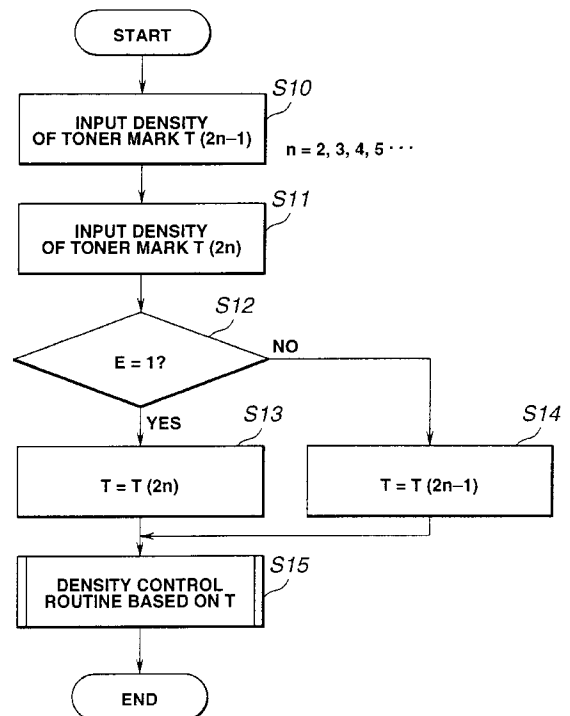 START
S10
INPUT DENSITY
OF TONER MARK T (2n–1)
n = 2, 3, 4, 5 ···
S11
INPUT DENSITY
OF TONER MARK T (2n)
S12
E = 1?
NO
YES
S13
T = T (2n)
S14
T = T (2n–1)
S15
DENSITY CONTROL
ROUTINE BASED ON T
END